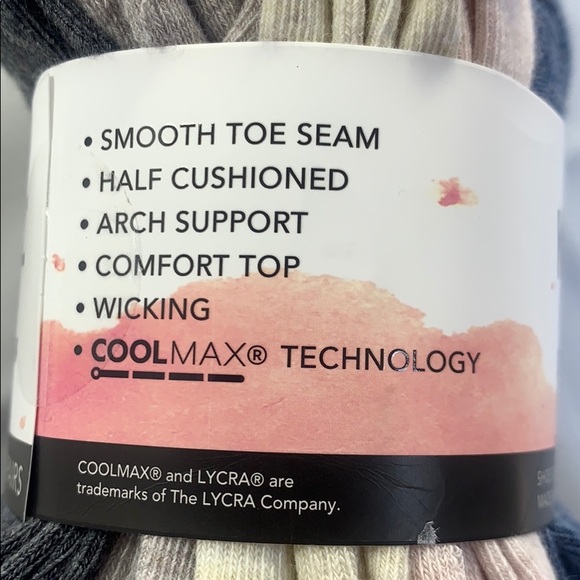 • SMOOTH TOE SEAM
• HALF CUSHIONED
• ARCH SUPPORT
• COMFORT TOP
• WICKING
• COOLMAX® TECHNOLOGY
COOLMAX® and LYCRA® are
trademarks of The LYCRA Company.